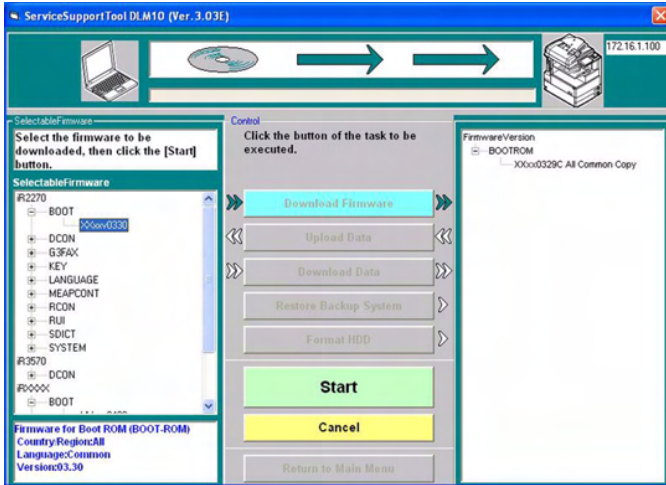 ServiceSupportTool DLM10 (Ver.3.03E)
172.16.1.100
SelectableFirmware
Select the firmware to be
downloaded, then click the [Start]
button.
SelectableFirmware
iR2270
BOOT
XXxxv0330
DCON
G3FAX
KEY
LANGUAGE
MEAPCONT
RCON
RUI
SDICT
SYSTEM
iR3570
DCON
iRXXXX
BOOT
Firmware for Boot ROM (BOOT-ROM)
Country/Region:All
Language:Common
Version:03.30
Control
Click the button of the task to be
executed.
Download Firmware
Upload Data
Download Data
Restore Backup System
Format HDD
Start
Cancel
Return to Main Menu
FirmwareVersion
BOOTROM
XXxx0329C All Common Copy